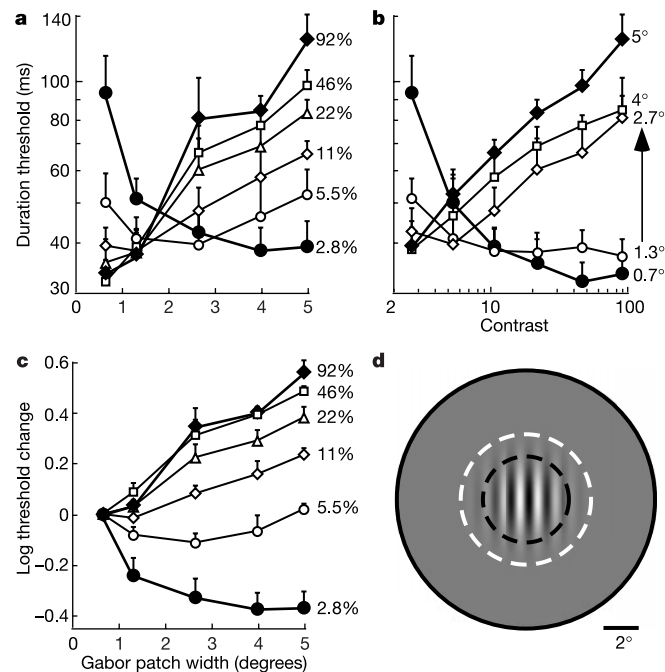 a
Duration threshold (ms)
140
100
80
60
40
30
0 1 2 3 4 5
92%
46%
22%
11%
5.5%
2.8%
b
2 10 100
Contrast
5°
4°
2.7°
1.3°
0.7°
c
Log threshold change
0.6
0.4
0.2
0
−0.2
−0.4
0 1 2 3 4 5
Gabor patch width (degrees)
92%
46%
22%
11%
5.5%
2.8%
d
2°